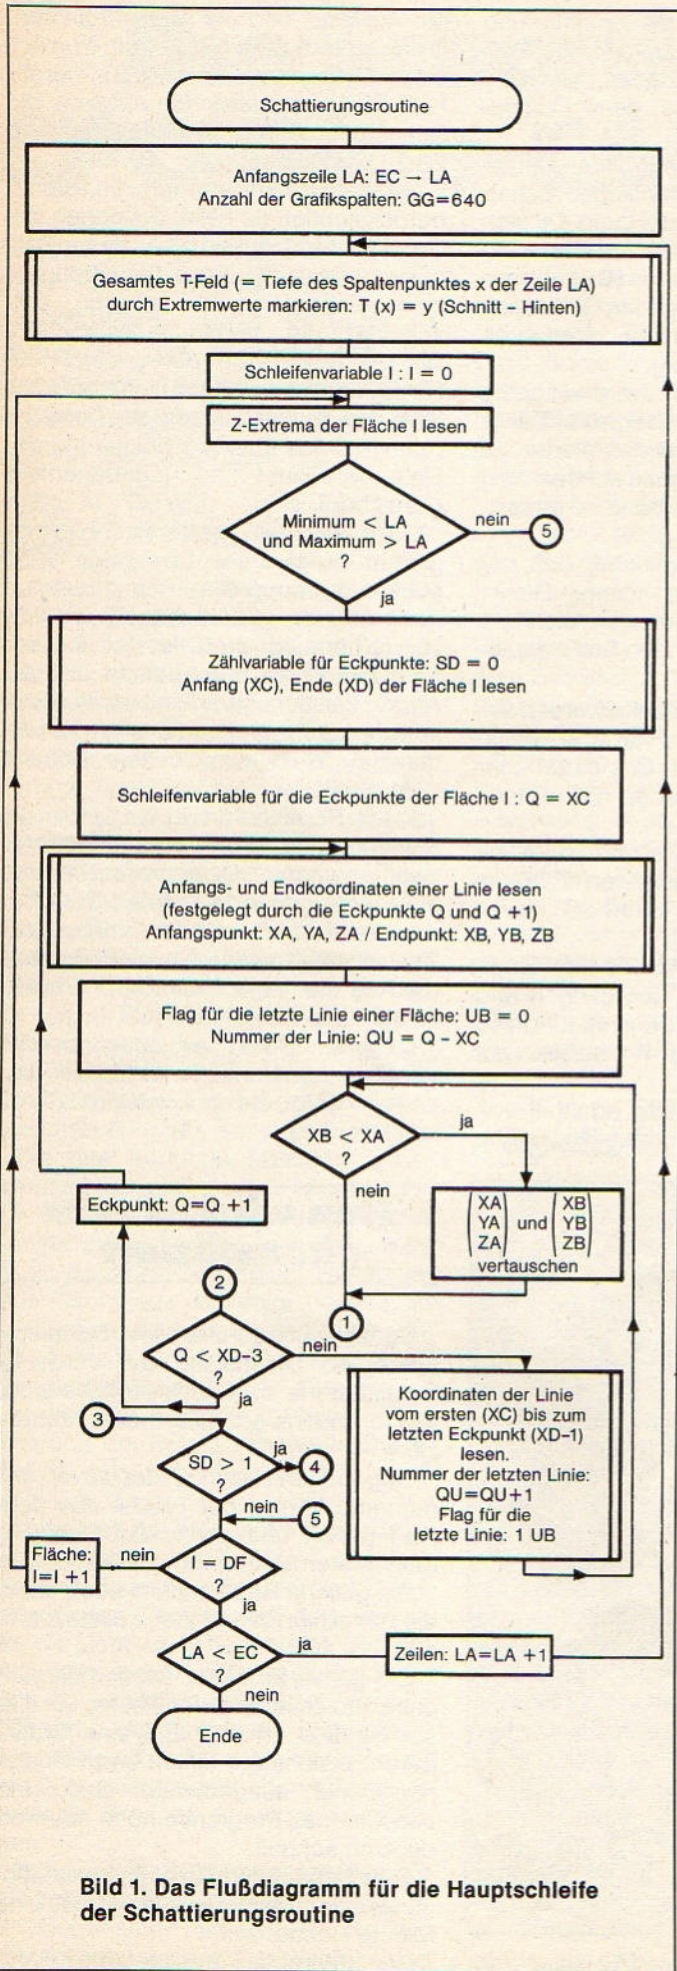 Schattierungsroutine
Anfangszeile LA: EC → LA
Anzahl der Grafikspalten: GG=640
Gesamtes T-Feld (= Tiefe des Spaltenpunktes x der Zeile LA)
durch Extremwerte markieren: T (x) = y (Schnitt – Hinten)
Schleifenvariable I : I = 0
Z-Extrema der Fläche I lesen
Minimum < LA
und Maximum > LA
?
nein
5
ja
Zählvariable für Eckpunkte: SD = 0
Anfang (XC), Ende (XD) der Fläche I lesen
Schleifenvariable für die Eckpunkte der Fläche I : Q = XC
Anfangs- und Endkoordinaten einer Linie lesen
(festgelegt durch die Eckpunkte Q und Q +1)
Anfangspunkt: XA, YA, ZA / Endpunkt: XB, YB, ZB
Flag für die letzte Linie einer Fläche: UB = 0
Nummer der Linie: QU = Q – XC
XB < XA
?
ja
nein
XA XB
YA und YB
ZA ZB
vertauschen
1
Eckpunkt: Q=Q +1
2
Q < XD–3
?
nein
ja
Koordinaten der Linie
vom ersten (XC) bis zum
letzten Eckpunkt (XD–1)
lesen.
Nummer der letzten Linie:
QU=QU+1
Flag für die
letzte Linie: 1 UB
3
SD > 1
?
ja
4
nein
5
I = DF
?
nein
Fläche:
I=I +1
ja
LA < EC
?
ja
Zeilen: LA=LA +1
nein
Ende
Bild 1. Das Flußdiagramm für die Hauptschleife
der Schattierungsroutine